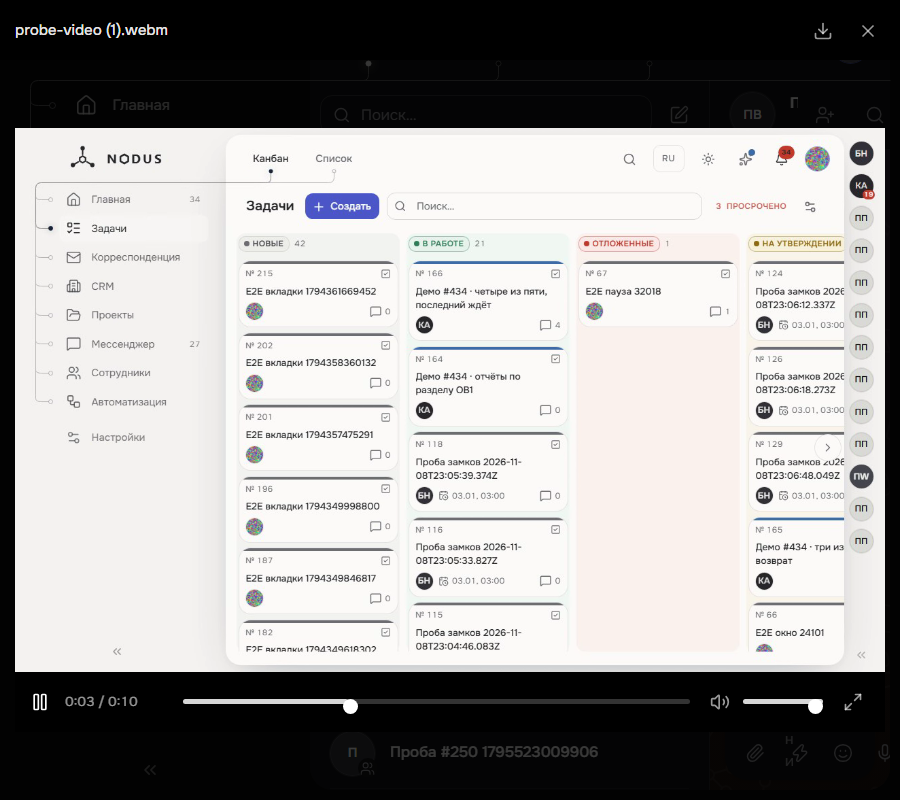 probe-video (1).webm
Главная
Поиск...
ПВ
NODUS
Канбан
Список
RU
34
БН
КА
19
ПП
ПП
ПП
ПП
ПП
ПП
ПП
ПП
PW
ПП
ПП
Главная 34
Задачи
Корреспонденция
CRM
Проекты
Мессенджер 27
Сотрудники
Автоматизация
Настройки
Задачи
Создать
Поиск...
3 ПРОСРОЧЕНО
НОВЫЕ 42
№ 215
E2E вкладки 1794361669452
0
№ 202
E2E вкладки 1794358360132
0
№ 201
E2E вкладки 1794357475291
0
№ 196
E2E вкладки 1794349998800
0
№ 187
E2E вкладки 1794349846817
0
№ 182
E2E вкладки 1794349618302
В РАБОТЕ 21
№ 166
Демо #434 · четыре из пяти,
последний ждёт
КА 4
№ 164
Демо #434 · отчёты по
разделу ОВ1
КА 0
№ 118
Проба замков 2026-11-
08T23:05:39.374Z
БН 03.01, 03:00 0
№ 116
Проба замков 2026-11-
08T23:05:33.827Z
БН 03.01, 03:00 0
№ 115
Проба замков 2026-11-
08T23:04:46.083Z
ОТЛОЖЕННЫЕ 1
№ 67
E2E пауза 32018
1
НА УТВЕРЖДЕНИИ
№ 124
Проба замков 2026
08T23:06:12.337Z
БН 03.01, 03:00
№ 126
Проба замков 2026
08T23:06:18.273Z
БН 03.01, 03:00
№ 129
Проба замков 2026
08T23:06:48.049Z
БН 03.01, 03:00
№ 165
Демо #434 · три из
возврат
КА
№ 66
E2E окно 24101
0:03 / 0:10
П
Проба #250 1795523009906
Н
И